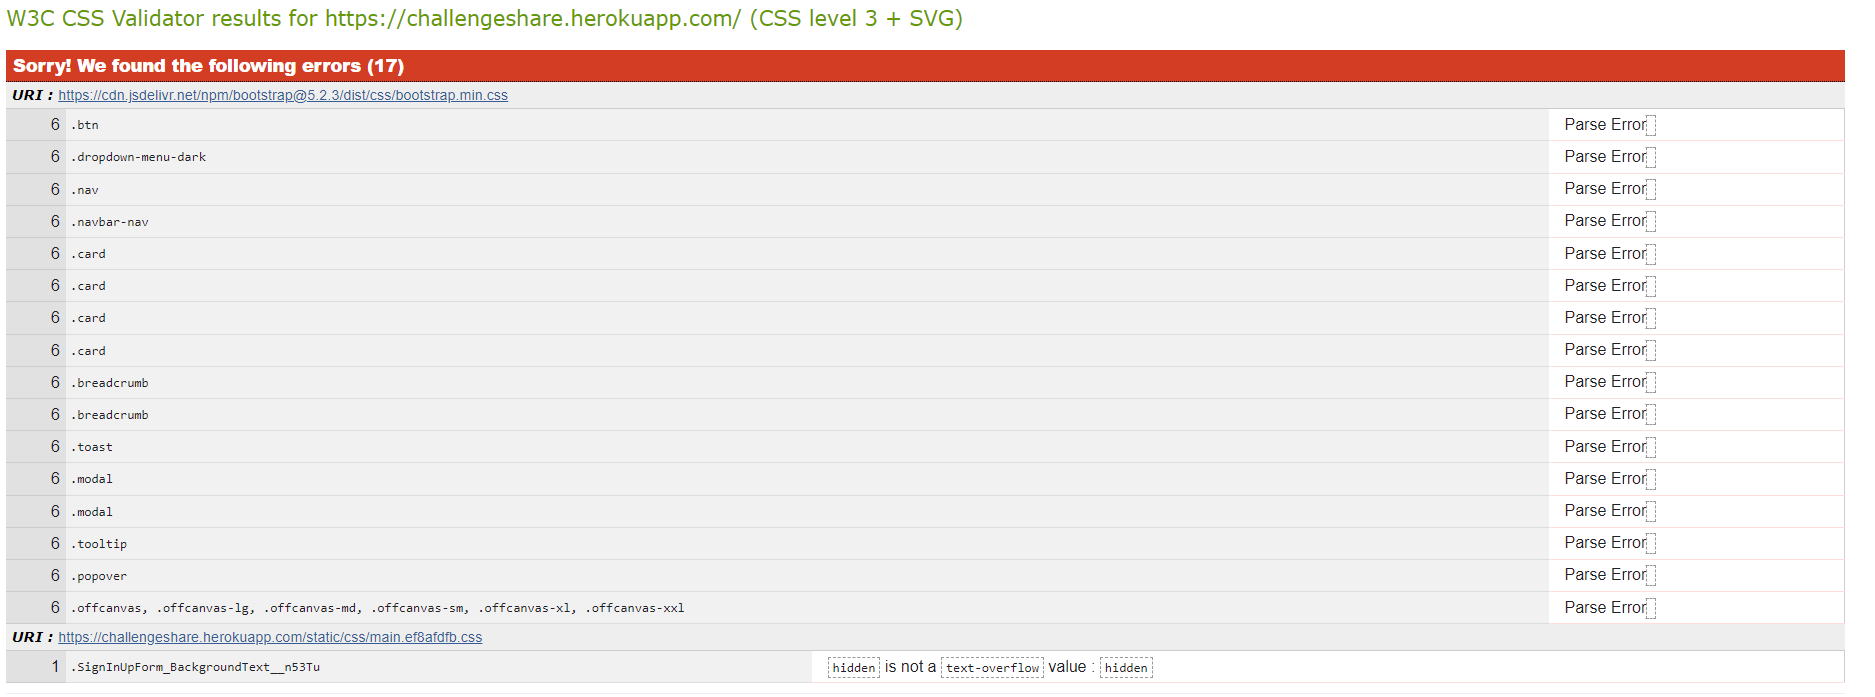 W3C CSS Validator results for https://challengeshare.herokuapp.com/ (CSS level 3 + SVG)
Sorry! We found the following errors (17)
URI : https://cdn.jsdelivr.net/npm/bootstrap@5.2.3/dist/css/bootstrap.min.css
6 .btn Parse Error
6 .dropdown-menu-dark Parse Error
6 .nav Parse Error
6 .navbar-nav Parse Error
6 .card Parse Error
6 .card Parse Error
6 .card Parse Error
6 .card Parse Error
6 .breadcrumb Parse Error
6 .breadcrumb Parse Error
6 .toast Parse Error
6 .modal Parse Error
6 .modal Parse Error
6 .tooltip Parse Error
6 .popover Parse Error
6 .offcanvas, .offcanvas-lg, .offcanvas-md, .offcanvas-sm, .offcanvas-xl, .offcanvas-xxl Parse Error
URI : https://challengeshare.herokuapp.com/static/css/main.ef8afdfb.css
1 .SignInUpForm_BackgroundText__n53Tu hidden is not a text-overflow value : hidden